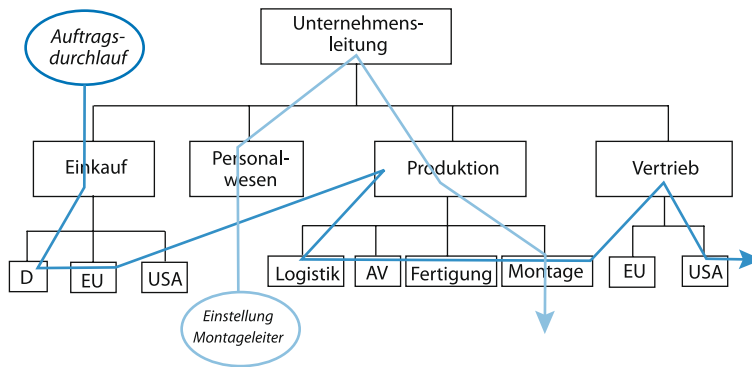 Auftrags-
durchlauf
Unternehmens-
leitung
Einkauf
Personal-
wesen
Produktion
Vertrieb
D
EU
USA
Logistik
AV
Fertigung
Montage
EU
USA
Einstellung
Montageleiter